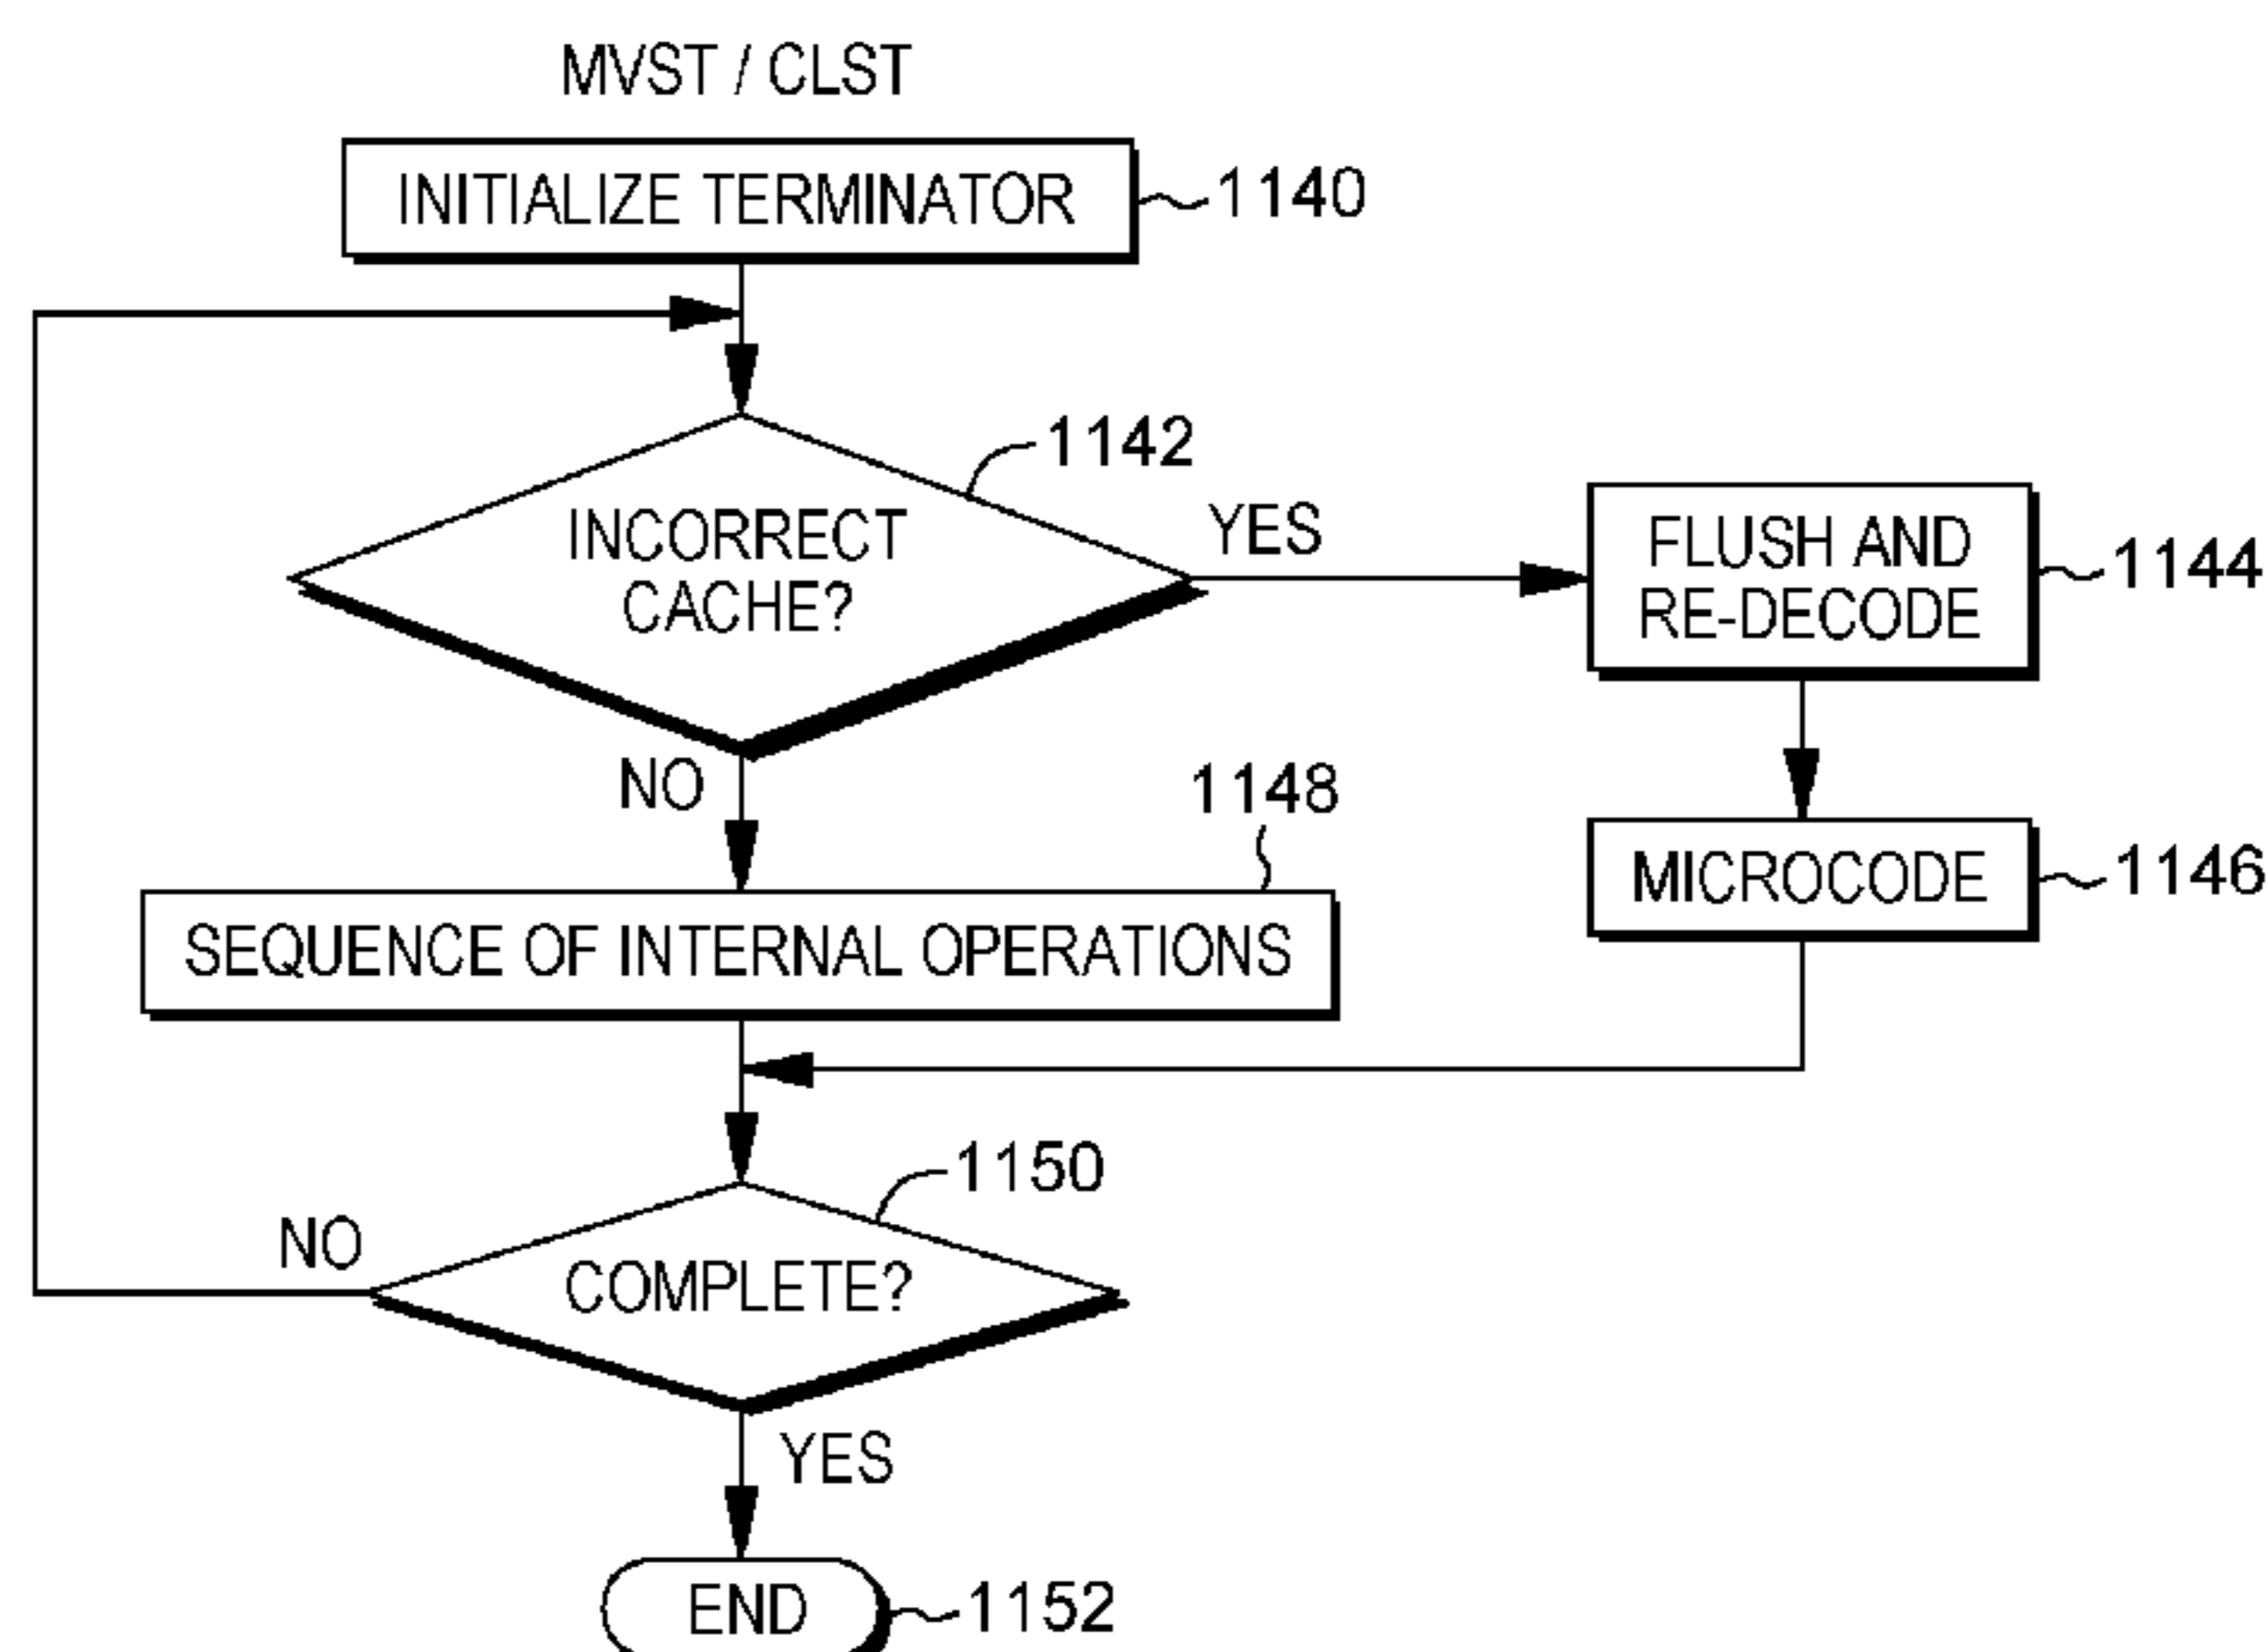 MVST / CLST
INITIALIZE TERMINATOR
1140
1142
INCORRECT
CACHE?
YES
FLUSH AND
RE-DECODE
1144
NO
1148
MICROCODE
1146
SEQUENCE OF INTERNAL OPERATIONS
1150
NO
COMPLETE?
YES
END
1152